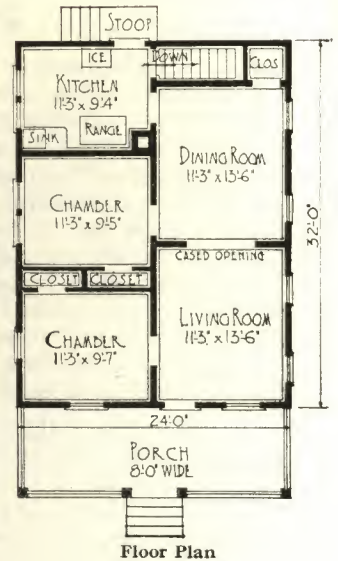 STOOP
ICE
DOWN
CLOS.
KITCHEN
11'-3" x 9'-4"
SINK
RANGE
DINING ROOM
11'-3" x 13'-6"
CHAMBER
11'-3" x 9'-5"
32'-0"
CASED OPENING
CLOSET
CLOSET
LIVING ROOM
11'-3" x 13'-6"
CHAMBER
11'-3" x 9'-7"
24'-0"
PORCH
8'-0" WIDE
Floor Plan